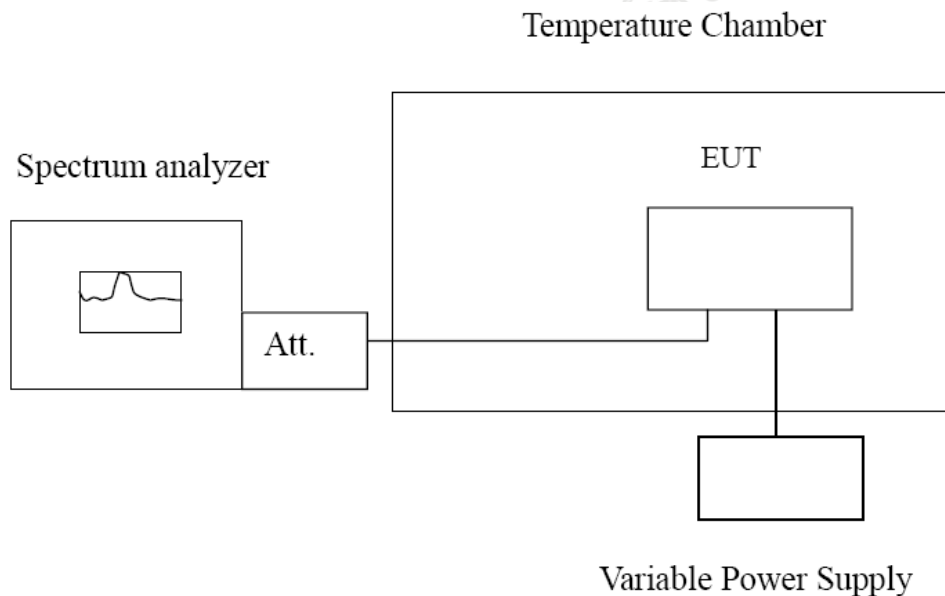 Temperature Chamber
Spectrum analyzer
EUT
Att.
Variable Power Supply